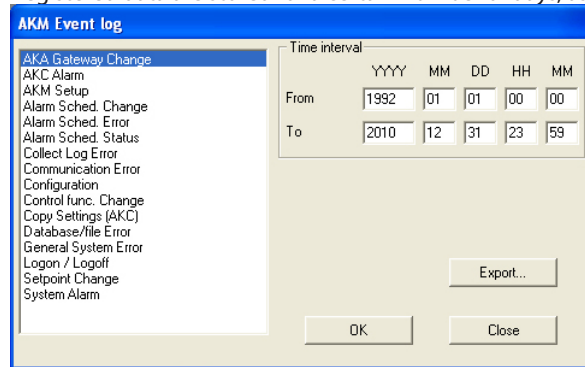 AKM Event log
AKA Gateway Change
AKC Alarm
AKM Setup
Alarm Sched. Change
Alarm Sched. Error
Alarm Sched. Status
Collect Log Error
Communication Error
Configuration
Control func. Change
Copy Settings (AKC)
Database/file Error
General System Error
Logon / Logoff
Setpoint Change
System Alarm
Time interval
YYYY MM DD HH MM
From 1992 01 01 00 00
To 2010 12 31 23 59
Export...
OK Close